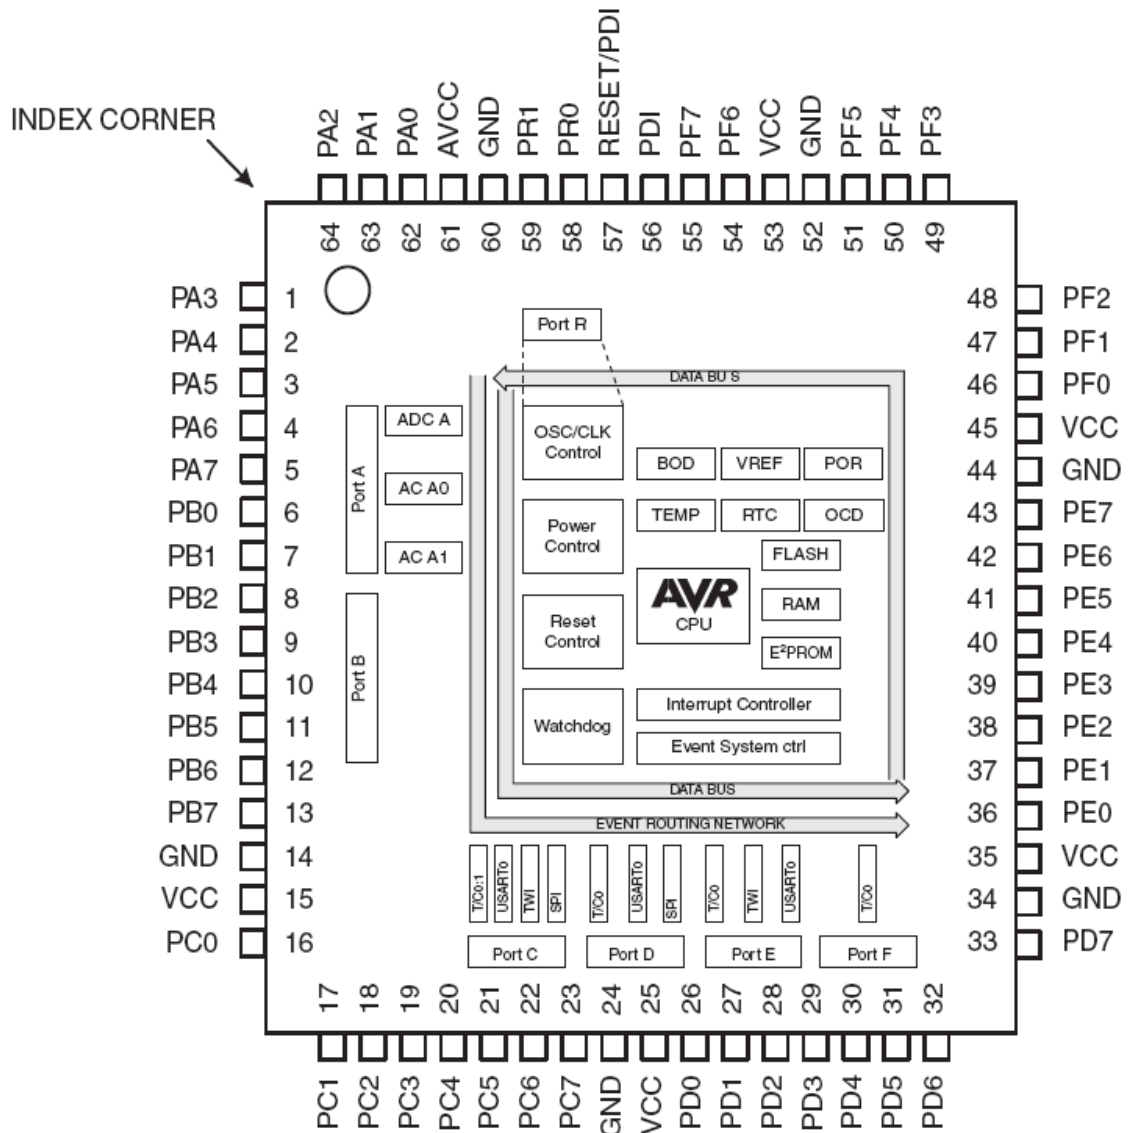 INDEX CORNER
PA2
PA1
PA0
AVCC
GND
PR1
PR0
RESET/PDI
PDI
PF7
PF6
VCC
GND
PF5
PF4
PF3
64
63
62
61
60
59
58
57
56
55
54
53
52
51
50
49
PA3 1
PA4 2
PA5 3
PA6 4
PA7 5
PB0 6
PB1 7
PB2 8
PB3 9
PB4 10
PB5 11
PB6 12
PB7 13
GND 14
VCC 15
PC0 16
48 PF2
47 PF1
46 PF0
45 VCC
44 GND
43 PE7
42 PE6
41 PE5
40 PE4
39 PE3
38 PE2
37 PE1
36 PE0
35 VCC
34 GND
33 PD7
Port R
DATA BUS
Port A
ADC A
AC A0
AC A1
Port B
OSC/CLK
Control
Power
Control
Reset
Control
Watchdog
BOD
VREF
POR
TEMP
RTC
OCD
FLASH
AVR
CPU
RAM
E²PROM
Interrupt Controller
Event System ctrl
DATA BUS
EVENT ROUTING NETWORK
T/C0:1
USART0
TWI
SPI
T/C0
USART0
SPI
T/C0
TWI
USART0
T/C0
Port C
Port D
Port E
Port F
17
18
19
20
21
22
23
24
25
26
27
28
29
30
31
32
PC1
PC2
PC3
PC4
PC5
PC6
PC7
GND
VCC
PD0
PD1
PD2
PD3
PD4
PD5
PD6